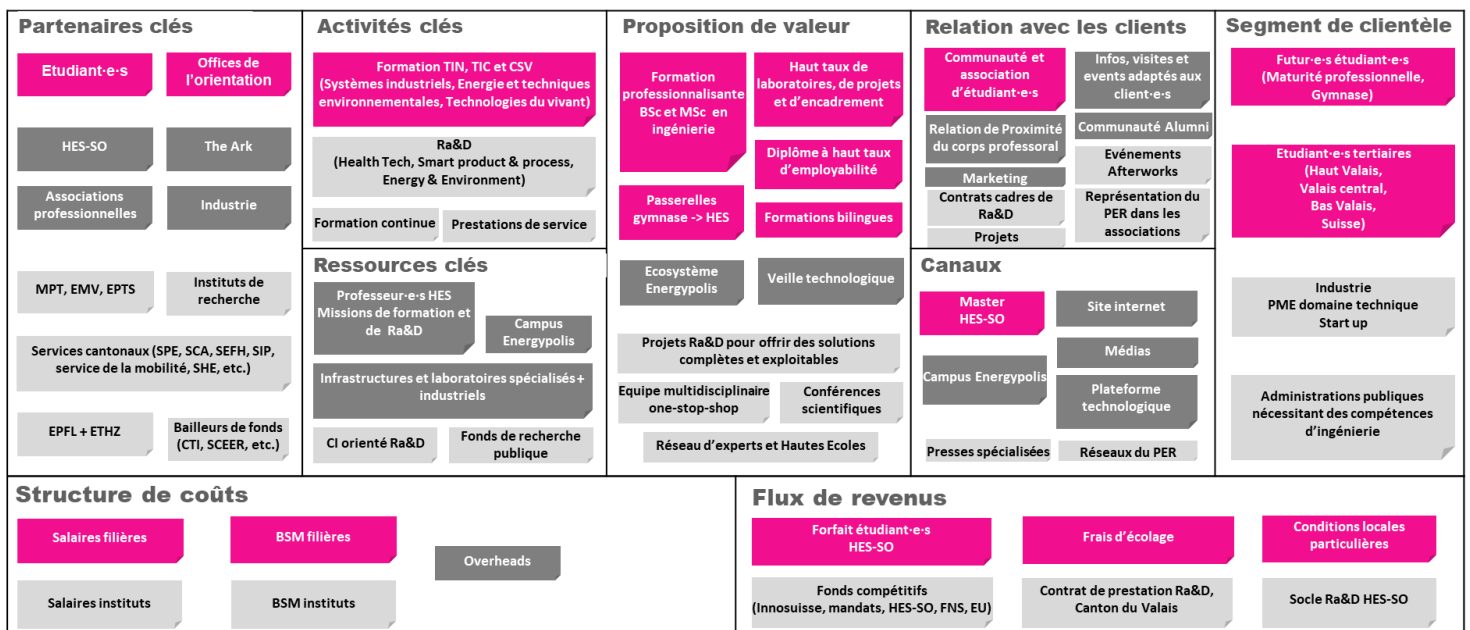 Partenaires clés
Etudiant·e·s
Offices de
l'orientation
HES-SO
The Ark
Associations
professionnelles
Industrie
MPT, EMV, EPTS
Instituts de
recherche
Services cantonaux (SPE, SCA, SEFH, SIP,
service de la mobilité, SHE, etc.)
EPFL + ETHZ
Bailleurs de fonds
(CTI, SCEER, etc.)
Activités clés
Formation TIN, TIC et CSV
(Systèmes industriels, Energie et techniques
environnementales, Technologies du vivant)
Ra&D
(Health Tech, Smart product & process,
Energy & Environment)
Formation continue
Prestations de service
Ressources clés
Professeur·e·s HES
Missions de formation et
de Ra&D
Campus
Energypolis
Infrastructures et laboratoires spécialisés +
industriels
CI orienté Ra&D
Fonds de recherche
publique
Proposition de valeur
Formation
professionnalisante
BSc et MSc en
ingénierie
Haut taux de
laboratoires, de projets
et d'encadrement
Diplôme à haut taux
d'employabilité
Passerelles
gymnase -> HES
Formations bilingues
Ecosystème
Energypolis
Veille technologique
Projets Ra&D pour offrir des solutions
complètes et exploitables
Equipe multidisciplinaire
one-stop-shop
Conférences
scientifiques
Réseau d'experts et Hautes Ecoles
Relation avec les clients
Communauté et
association
d'étudiant·e·s
Infos, visites et
events adaptés aux
client·e·s
Relation de Proximité
du corps professoral
Communauté Alumni
Marketing
Evénements
Afterworks
Contrats cadres de
Ra&D
Représentation du
PER dans les
associations
Projets
Canaux
Master
HES-SO
Site internet
Médias
Campus Energypolis
Plateforme
technologique
Presses spécialisées
Réseaux du PER
Segment de clientèle
Futur·e·s étudiant·e·s
(Maturité professionnelle,
Gymnase)
Etudiant·e·s tertiaires
(Haut Valais,
Valais central,
Bas Valais,
Suisse)
Industrie
PME domaine technique
Start up
Administrations publiques
nécessitant des compétences
d'ingénierie
Structure de coûts
Salaires filières
BSM filières
Overheads
Salaires instituts
BSM instituts
Flux de revenus
Forfait étudiant·e·s
HES-SO
Frais d'écolage
Conditions locales
particulières
Fonds compétitifs
(Innosuisse, mandats, HES-SO, FNS, EU)
Contrat de prestation Ra&D,
Canton du Valais
Socle Ra&D HES-SO